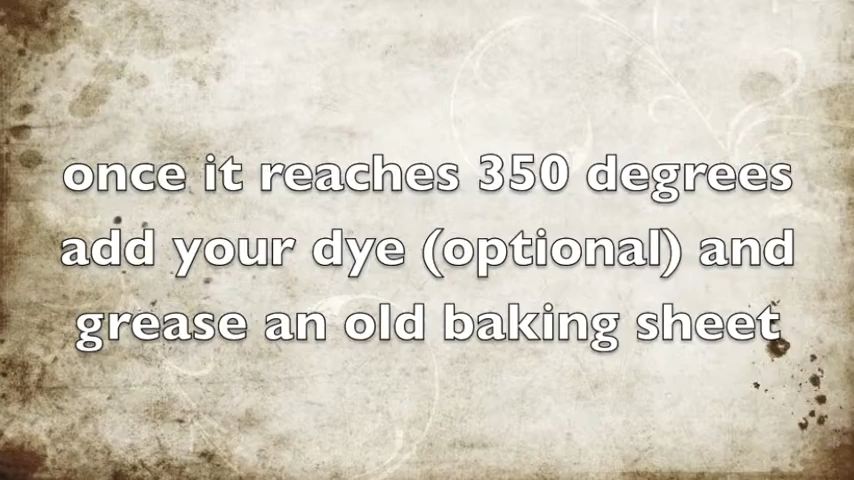 once it reaches 350 degrees
add your dye (optional) and
grease an old baking sheet